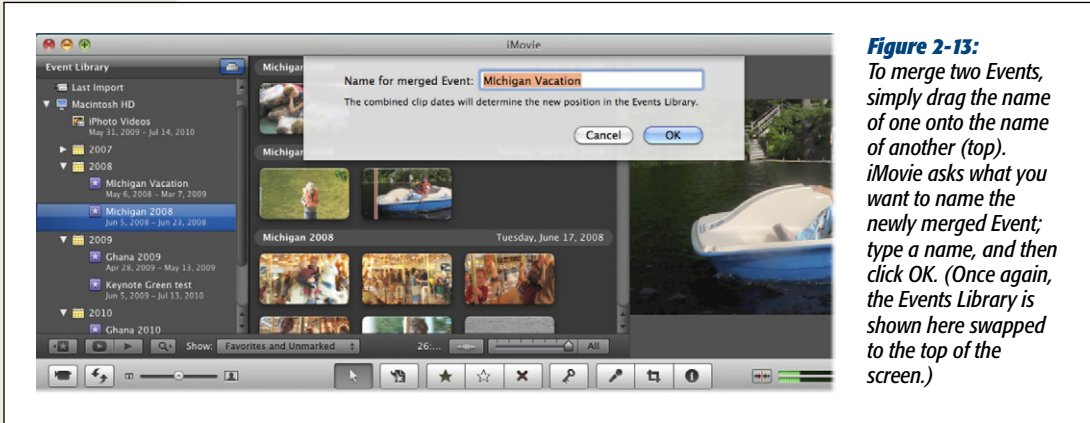 iMovie
Event Library
Last Import
Macintosh HD
iPhoto Videos
May 31, 2009 – Jul 14, 2010
2007
2008
MIchigan Vacation
May 6, 2008 – Mar 7, 2009
Michigan 2008
Jun 5, 2008 – Jun 23, 2008
2009
Ghana 2009
Apr 28, 2009 – May 13, 2009
Keynote Green test
Jun 5, 2009 – Jul 13, 2010
2010
Ghana 2010
Michigan
Name for merged Event: MIchigan Vacation
The combined clip dates will determine the new position in the Events Library.
Cancel OK
Michigan
Michigan 2008 Tuesday, June 17, 2008
Show: Favorites and Unmarked 26:... All
Figure 2-13:
To merge two Events,
simply drag the name
of one onto the name
of another (top).
iMovie asks what you
want to name the
newly merged Event;
type a name, and then
click OK. (Once again,
the Events Library is
shown here swapped
to the top of the
screen.)